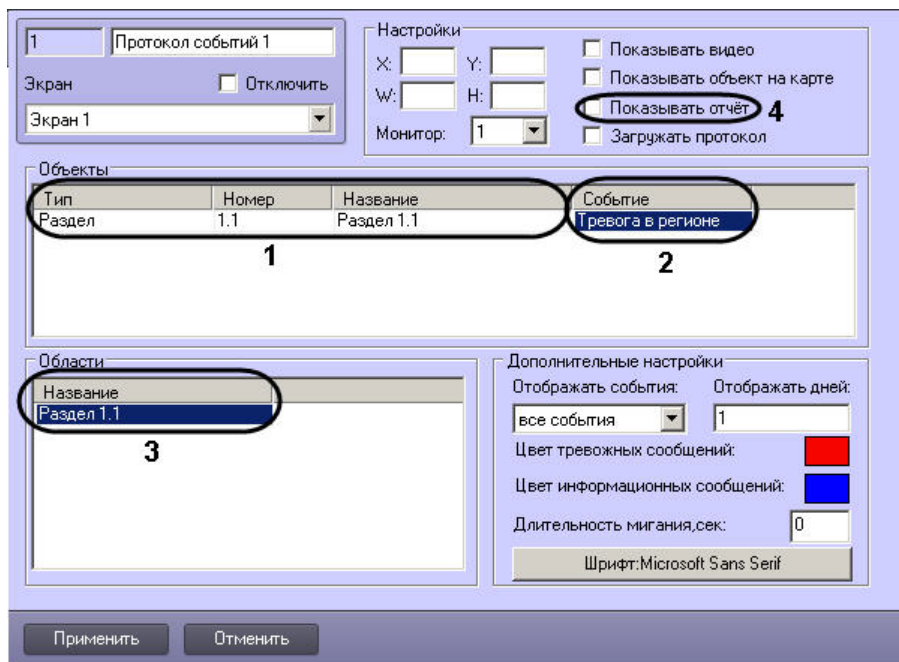 1 Протокол событий 1
Экран Отключить
Экран 1
Настройки
X: Y:
W: H:
Монитор: 1
Показывать видео
Показывать объект на карте
Показывать отчёт 4
Загружать протокол
Объекты
Тип Номер Название Событие
Раздел 1.1 Раздел 1.1 Тревога в регионе
1 2
Области
Название
Раздел 1.1
3
Дополнительные настройки
Отображать события: Отображать дней:
все события 1
Цвет тревожных сообщений:
Цвет информационных сообщений:
Длительность мигания,сек: 0
Шрифт:Microsoft Sans Serif
Применить Отменить